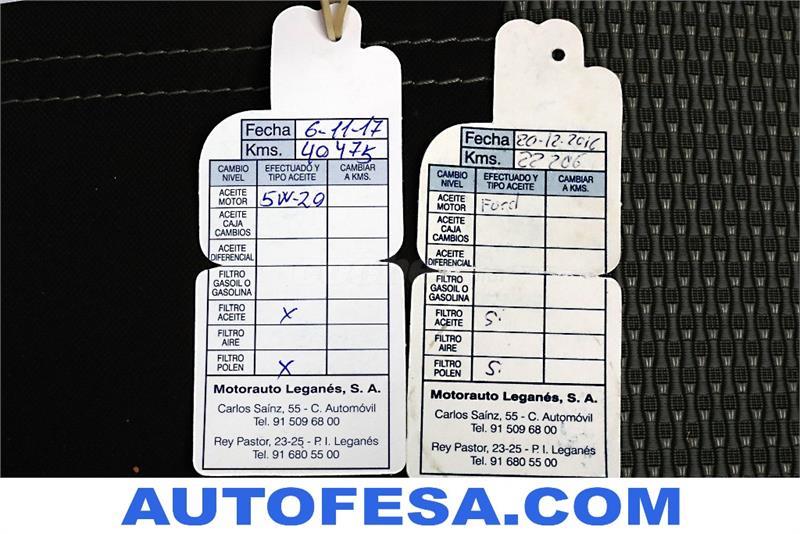 Fecha 6-11-17
Kms. 40475
CAMBIO NIVEL EFECTUADO Y TIPO ACEITE CAMBIAR A KMS.
ACEITE MOTOR 5W-20
ACEITE CAJA CAMBIOS
ACEITE DIFERENCIAL
FILTRO GASOIL O GASOLINA
FILTRO ACEITE X
FILTRO AIRE
FILTRO POLEN X
Motorauto Leganés, S. A.
Carlos Saínz, 55 - C. Automóvil
Tel. 91 509 68 00
Rey Pastor, 23-25 - P. I. Leganés
Tel. 91 680 55 00
Fecha 20-12-2016
Kms. 22206
CAMBIO NIVEL EFECTUADO Y TIPO ACEITE CAMBIAR A KMS.
ACEITE MOTOR Ford
ACEITE CAJA CAMBIOS
ACEITE DIFERENCIAL
FILTRO GASOIL O GASOLINA
FILTRO ACEITE Si
FILTRO AIRE
FILTRO POLEN Si
Motorauto Leganés, S. A.
Carlos Saínz, 55 - C. Automóvil
Tel. 91 509 68 00
Rey Pastor, 23-25 - P. I. Leganés
Tel. 91 680 55 00
AUTOFESA.COM